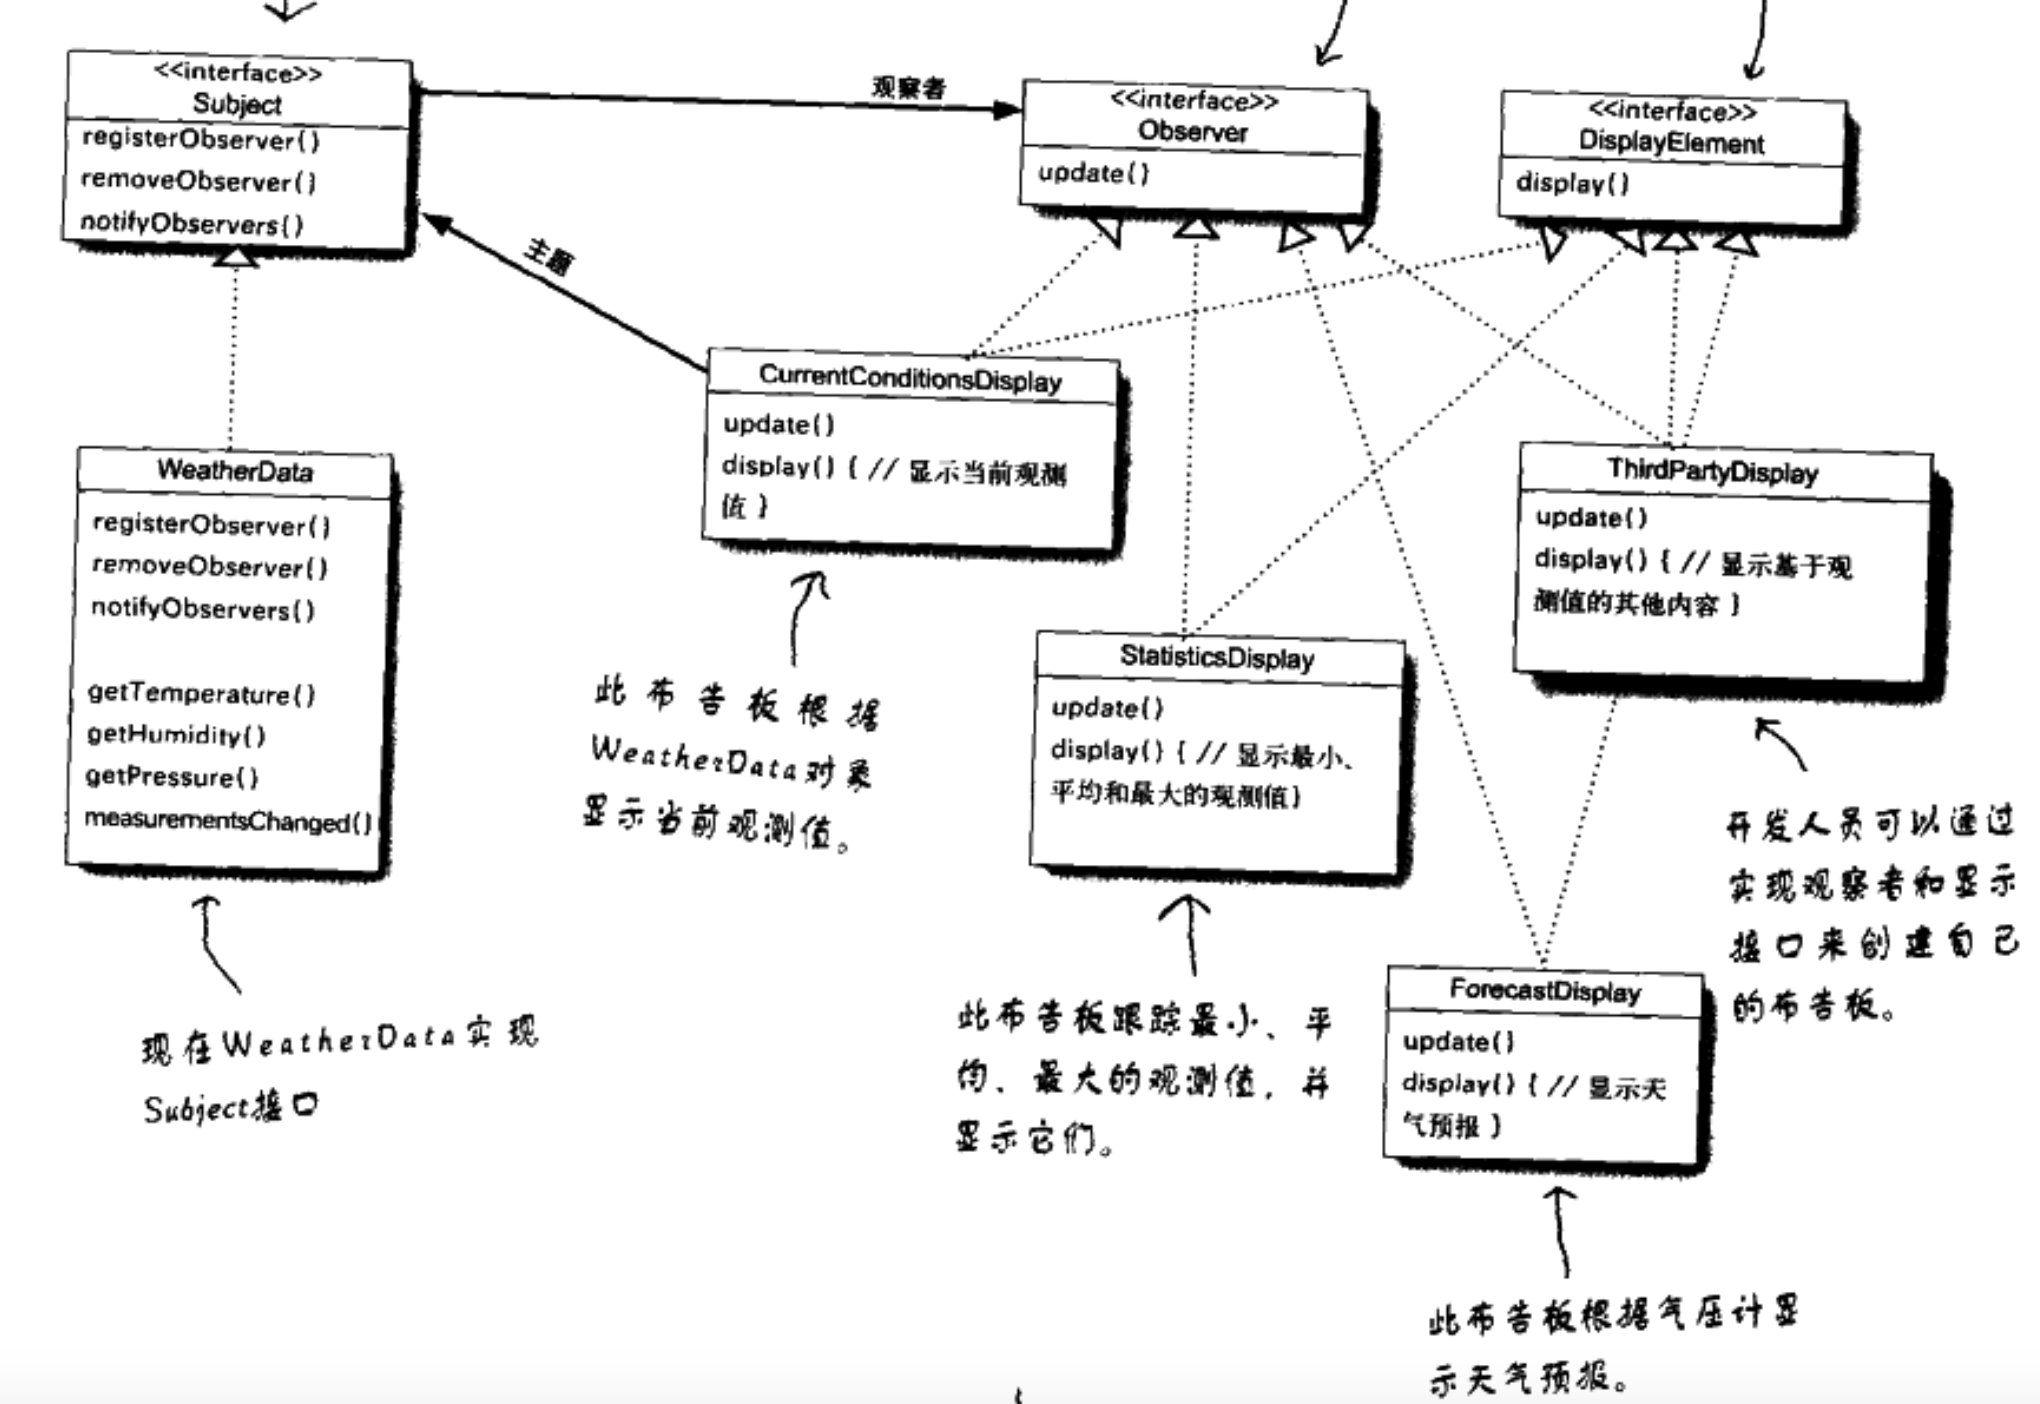 <<interface>>
Subject
registerObserver()
removeObserver()
notifyObservers()
观察者
<<interface>>
Observer
update()
<<interface>>
DisplayElement
display()
主题
CurrentConditionsDisplay
update()
display() { // 显示当前观测
值 }
WeatherData
registerObserver()
removeObserver()
notifyObservers()
getTemperature()
getHumidity()
getPressure()
measurementsChanged()
ThirdPartyDisplay
update()
display() { // 显示基于观
测值的其他内容 }
此布告板根据
WeatherData对象
显示当前观测值。
StatisticsDisplay
update()
display() { // 显示最小、
平均和最大的观测值}
开发人员可以通过
实现观察者和显示
接口来创建自己
的布告板。
现在WeatherData实现
Subject接口
此布告板跟踪最小、平
均、最大的观测值，并
显示它们。
ForecastDisplay
update()
display() { // 显示天
气预报 }
此布告板根据气压计显
示天气预报。